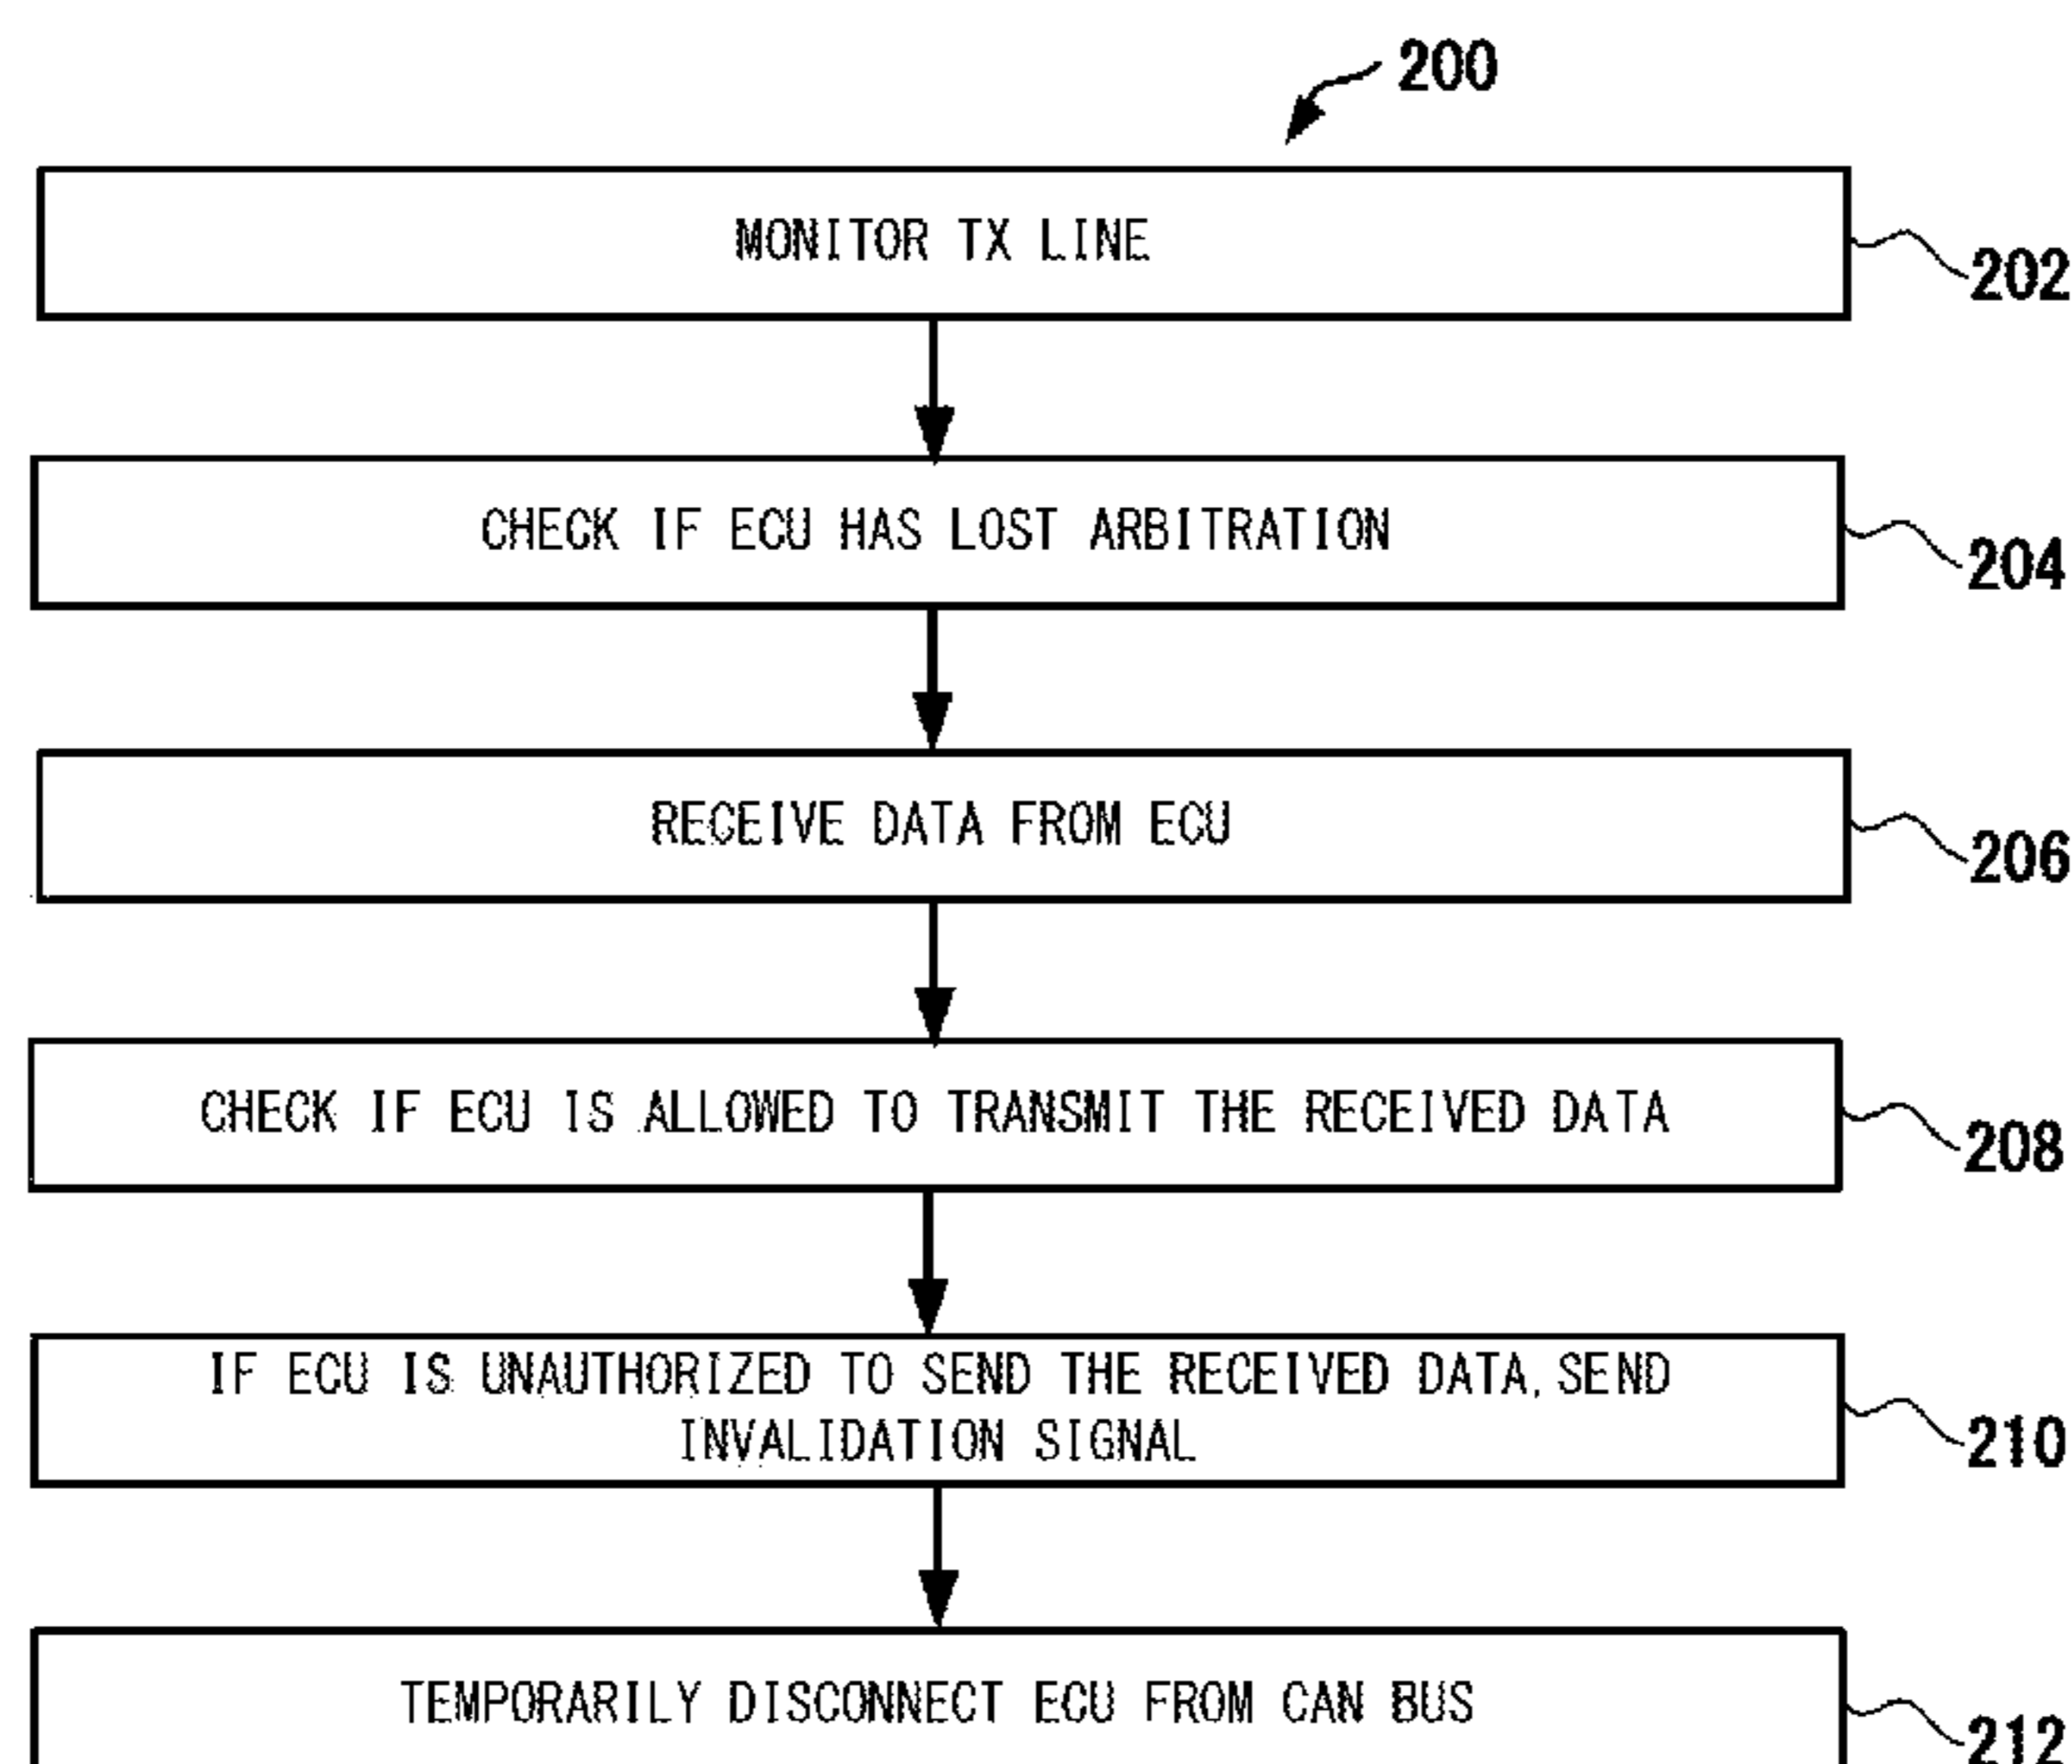 200
MONITOR TX LINE
202
CHECK IF ECU HAS LOST ARBITRATION
204
RECEIVE DATA FROM ECU
206
CHECK IF ECU IS ALLOWED TO TRANSMIT THE RECEIVED DATA
208
IF ECU IS UNAUTHORIZED TO SEND THE RECEIVED DATA, SEND
INVALIDATION SIGNAL
210
TEMPORARILY DISCONNECT ECU FROM CAN BUS
212